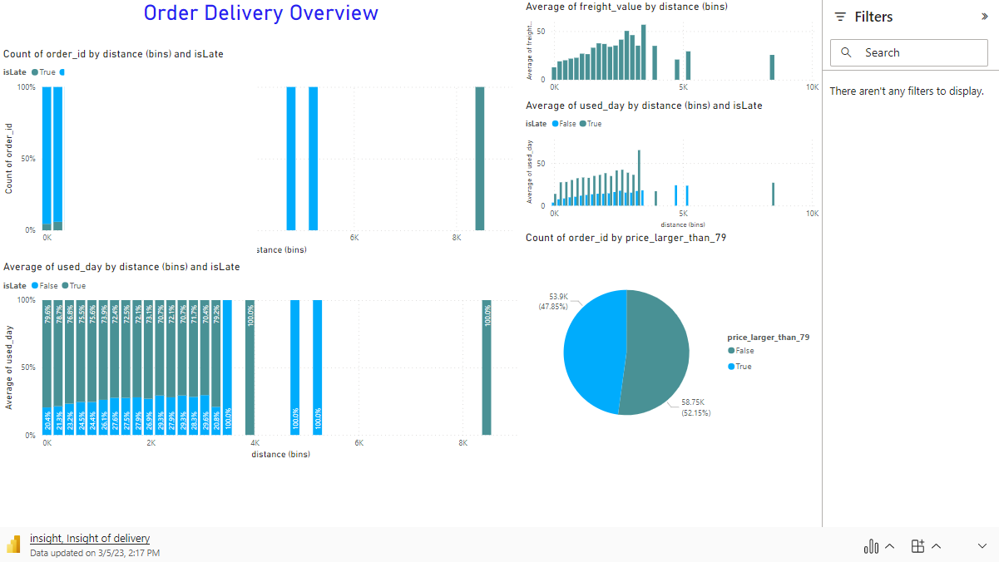 Order Delivery Overview
Count of order_id by distance (bins) and isLate
isLate True
100%
50%
0%
Count of order_id
0K
6K
8K
stance (bins)
Average of used_day by distance (bins) and isLate
isLate False True
100%
50%
0%
Average of used_day
79.6% 78.7% 76.8% 75.5% 75.6% 73.9% 72.4% 72.5% 72.1% 73.1% 70.7% 72.1% 70.7% 71.7% 70.4% 79.2% 100.0% 100.0%
20.4% 21.3% 23.2% 24.5% 24.4% 26.1% 27.6% 27.5% 27.9% 26.9% 29.3% 27.9% 29.3% 28.3% 29.6% 20.8% 100.0% 100.0% 100.0%
0K 2K 4K 6K 8K
distance (bins)
Average of freight_value by distance (bins)
Average of freight...
50
0
0K 5K 10K
Average of used_day by distance (bins) and isLate
isLate False True
Average of used_day
50
0
0K 5K 10K
distance (bins)
Count of order_id by price_larger_than_79
53.9K
(47.85%)
58.75K
(52.15%)
price_larger_than_79
False
True
Filters
Search
There aren't any filters to display.
insight, Insight of delivery
Data updated on 3/5/23, 2:17 PM